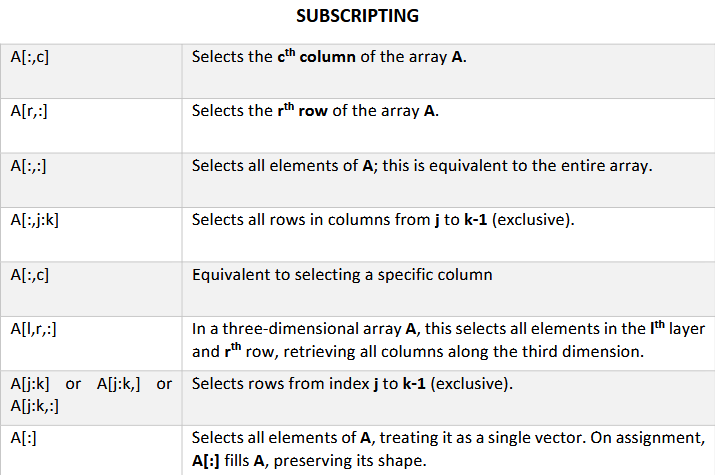 SUBSCRIPTING
A[:,c] Selects the cth column of the array A.
A[r,:] Selects the rth row of the array A.
A[:,:] Selects all elements of A; this is equivalent to the entire array.
A[:,j:k] Selects all rows in columns from j to k-1 (exclusive).
A[:,c] Equivalent to selecting a specific column
A[l,r,:] In a three-dimensional array A, this selects all elements in the lth layer
and rth row, retrieving all columns along the third dimension.
A[j:k] or A[j:k,] or Selects rows from index j to k-1 (exclusive).
A[j:k,:]
A[:] Selects all elements of A, treating it as a single vector. On assignment,
A[:] fills A, preserving its shape.